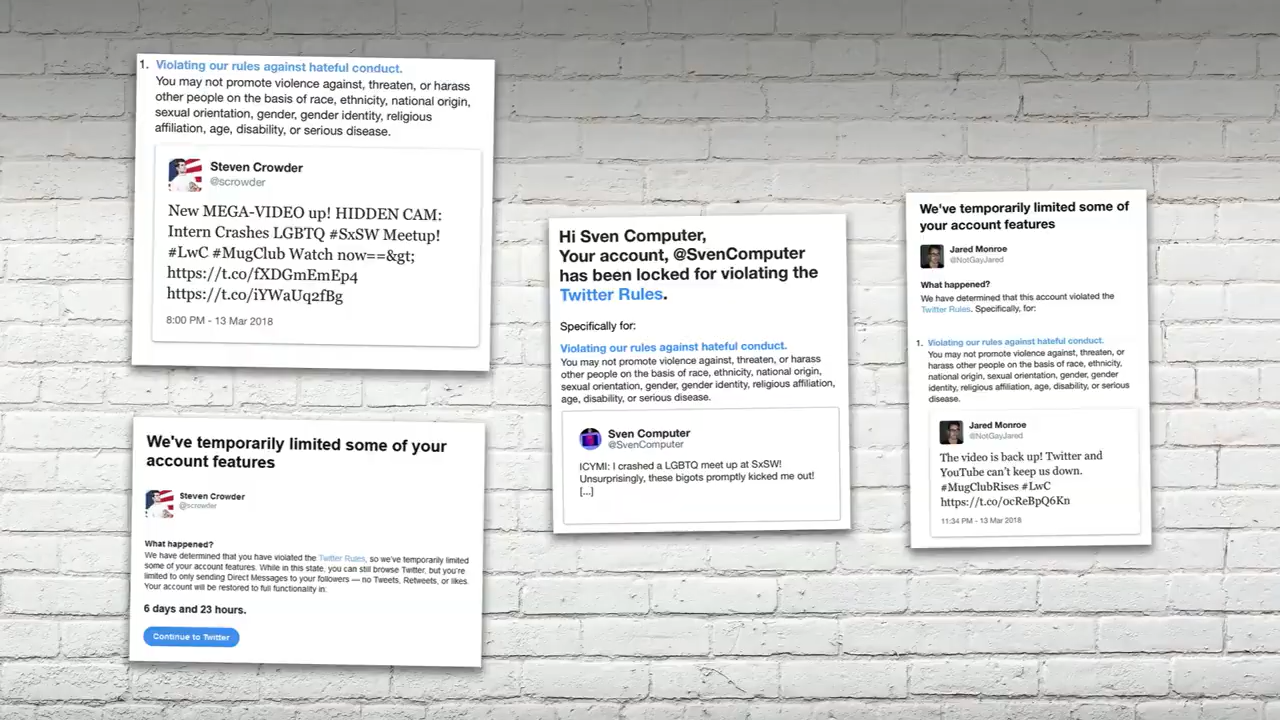 1. Violating our rules against hateful conduct.
You may not promote violence against, threaten, or harass
other people on the basis of race, ethnicity, national origin,
sexual orientation, gender, gender identity, religious
affiliation, age, disability, or serious disease.
Steven Crowder
@scrowder
New MEGA-VIDEO up! HIDDEN CAM:
Intern Crashes LGBTQ #SxSW Meetup!
#LwC #MugClub Watch now==&gt;
https://t.co/fXDGmEmEp4
https://t.co/iYWaUq2fBg
8:00 PM - 13 Mar 2018
We've temporarily limited some of your
account features
Steven Crowder
@scrowder
What happened?
We have determined that you have violated the Twitter Rules, so we've temporarily limited
some of your account features. While in this state, you can still browse Twitter, but you're
limited to only sending Direct Messages to your followers — no Tweets, Retweets, or likes.
Your account will be restored to full functionality in:
6 days and 23 hours.
Continue to Twitter
Hi Sven Computer,
Your account, @SvenComputer
has been locked for violating the
Twitter Rules.
Specifically for:
Violating our rules against hateful conduct.
You may not promote violence against, threaten, or harass
other people on the basis of race, ethnicity, national origin,
sexual orientation, gender, gender identity, religious affiliation,
age, disability, or serious disease.
Sven Computer
@SvenComputer
ICYMI: I crashed a LGBTQ meet up at SxSW!
Unsurprisingly, these bigots promptly kicked me out!
[...]
We've temporarily limited some of
your account features
Jared Monroe
@NotGayJared
What happened?
We have determined that this account violated the
Twitter Rules. Specifically, for:
1. Violating our rules against hateful conduct.
You may not promote violence against, threaten, or
harass other people on the basis of race, ethnicity,
national origin, sexual orientation, gender, gender
identity, religious affiliation, age, disability, or serious
disease.
Jared Monroe
@NotGayJared
The video is back up! Twitter and
YouTube can't keep us down.
#MugClubRises #LwC
https://t.co/ocReBpQ6Kn
11:34 PM - 13 Mar 2018